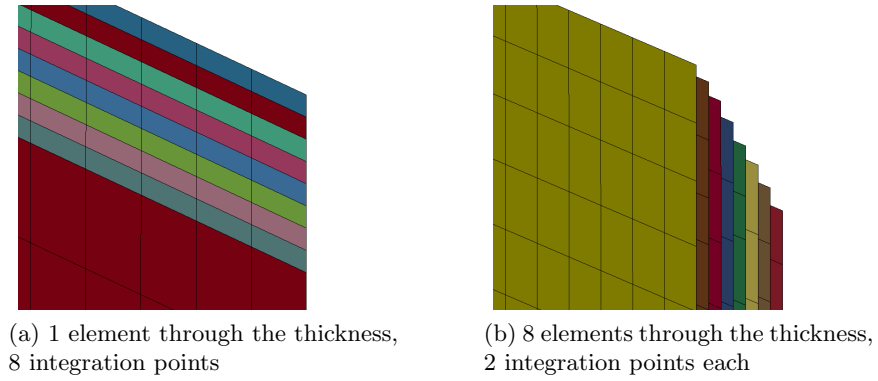 (a) 1 element through the thickness,
8 integration points
(b) 8 elements through the thickness,
2 integration points each